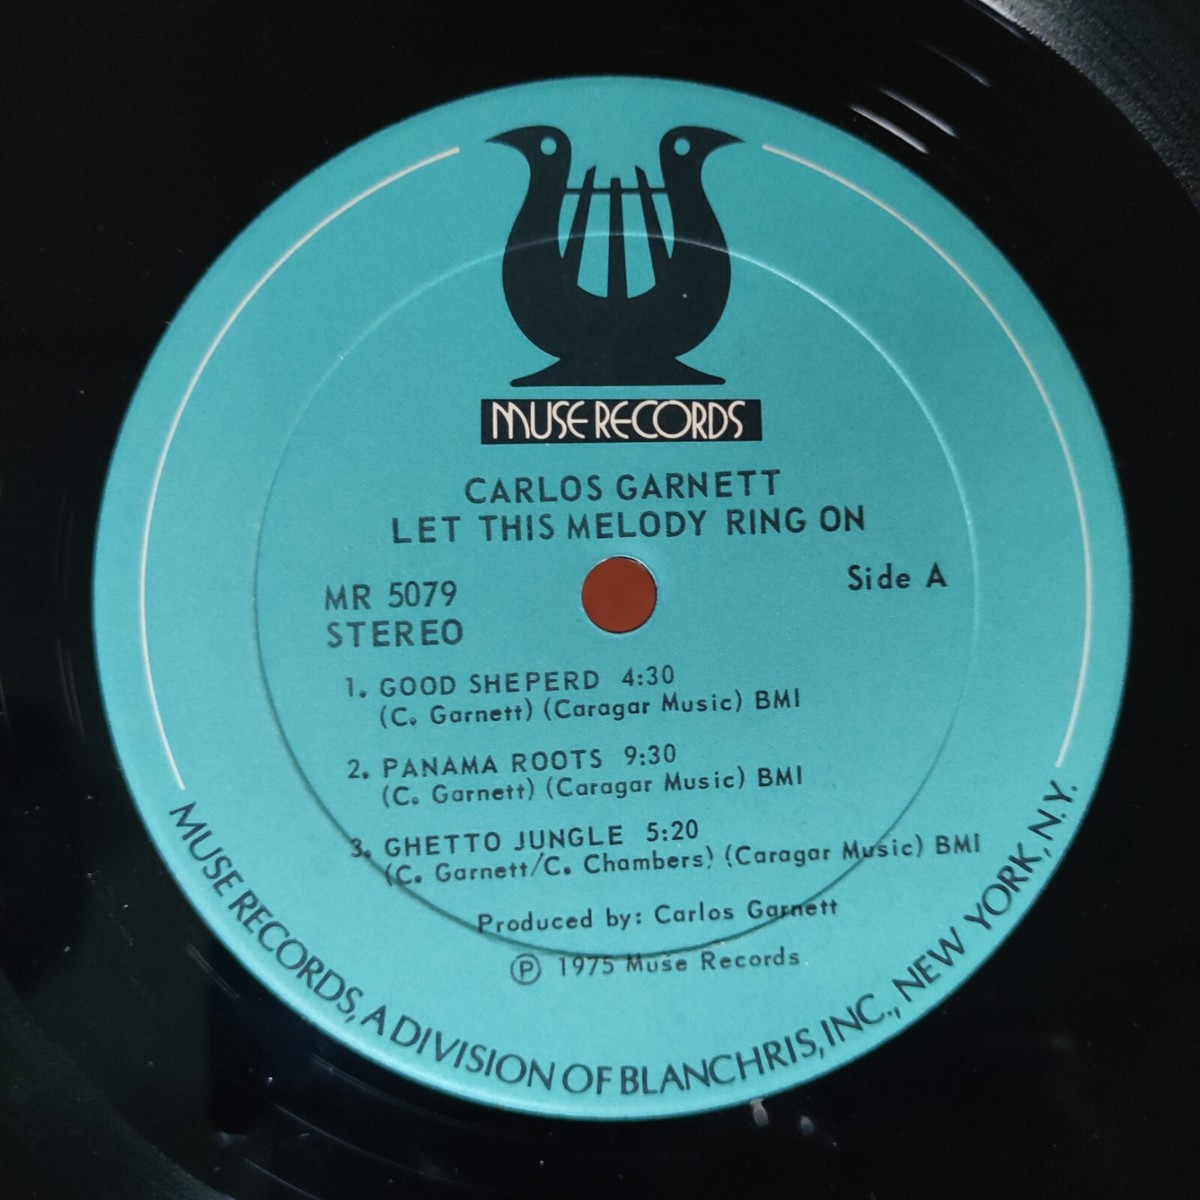 MUSE RECORDS
CARLOS GARNETT
LET THIS MELODY RING ON
Side A
MR 5079
STEREO
1. GOOD SHEPERD 4:30
(C. Garnett) (Caragar Music) BMI
2. PANAMA ROOTS 9:30
(C. Garnett) (Caragar Music) BMI
3. GHETTO JUNGLE 5:20
(C. Garnett/C. Chambers) (Caragar Music) BMI
Produced by: Carlos Garnett
Ⓟ 1975 Muse Records
MUSE RECORDS, A DIVISION OF BLANCHRIS, INC., NEW YORK, N.Y.